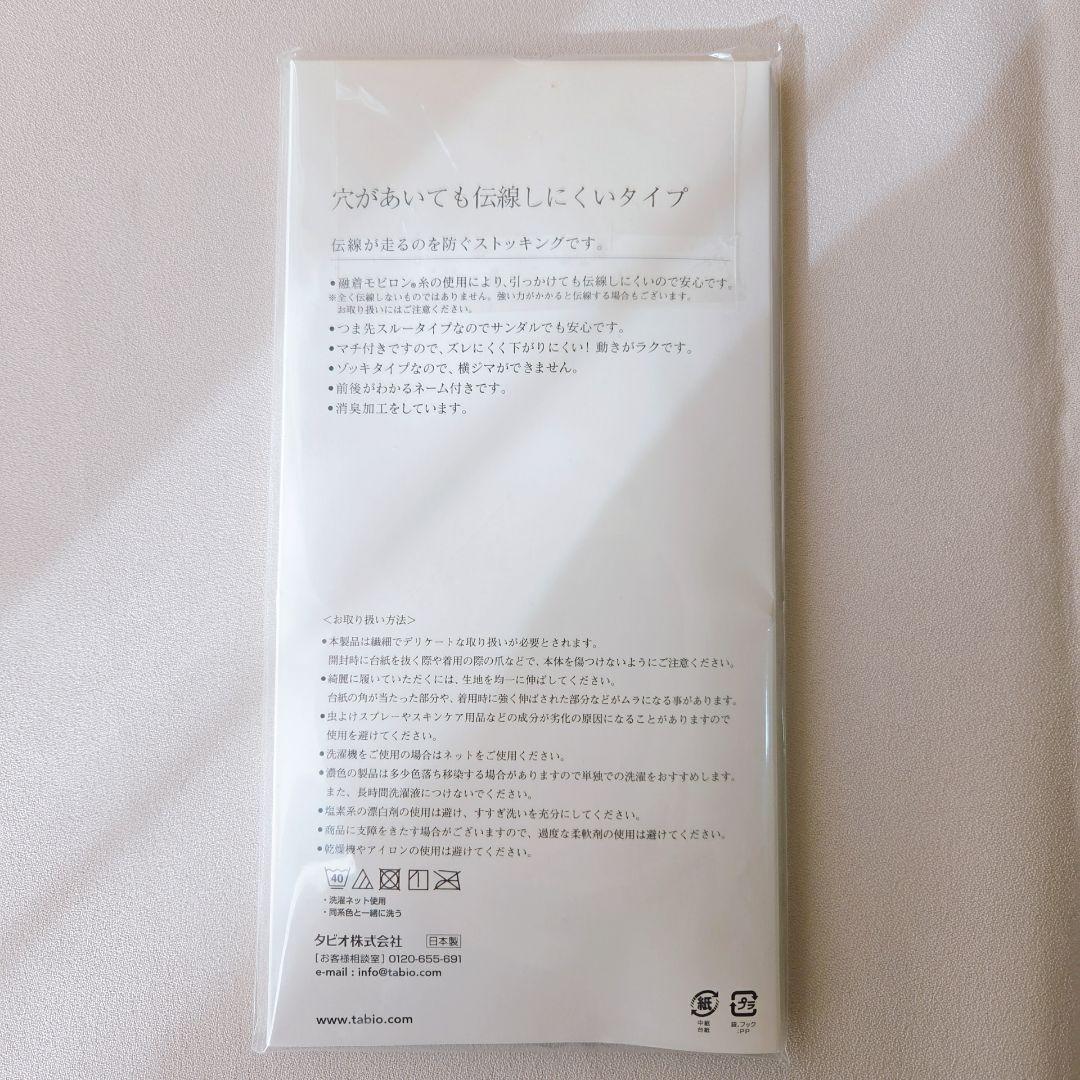 穴があいても伝線しにくいタイプ
伝線が走るのを防ぐストッキングです。
●融着モビロン®糸の使用により、引っかけても伝線しにくいので安心です。
※全く伝線しないものではありません。強い力がかかると伝線する場合もございます。
お取り扱いにはご注意ください。
●つま先スルータイプなのでサンダルでも安心です。
●マチ付きですので、ズレにくく下がりにくい!動きがラクです。
●ゾッキタイプなので、横ジマができません。
●前後がわかるネーム付きです。
●消臭加工をしています。
<お取り扱い方法>
●本製品は繊細でデリケートな取り扱いが必要とされます。
開封時に台紙を抜く際や着用の際の爪などで、本体を傷つけないようにご注意ください。
●綺麗に履いていただくには、生地を均一に伸ばしてください。
台紙の角が当たった部分や、着用時に強く伸ばされた部分などがムラになる事があります。
●虫よけスプレーやスキンケア用品などの成分が劣化の原因になることがありますので
使用を避けてください。
●洗濯機をご使用の場合はネットをご使用ください。
●濃色の製品は多少色落ち移染する場合がありますので単独での洗濯をおすすめします。
また、長時間洗濯液につけないでください。
●塩素系の漂白剤の使用は避け、すすぎ洗いを充分にしてください。
●商品に支障をきたす場合がございますので、過度な柔軟剤の使用は避けてください。
●乾燥機やアイロンの使用は避けてください。
40
・洗濯ネット使用
・同系色と一緒に洗う
タビオ株式会社 日本製
[お客様相談室] 0120-655-691
e-mail : info@tabio.com
www.tabio.com
紙 プラ
中紙 袋,フック
台紙 :PP